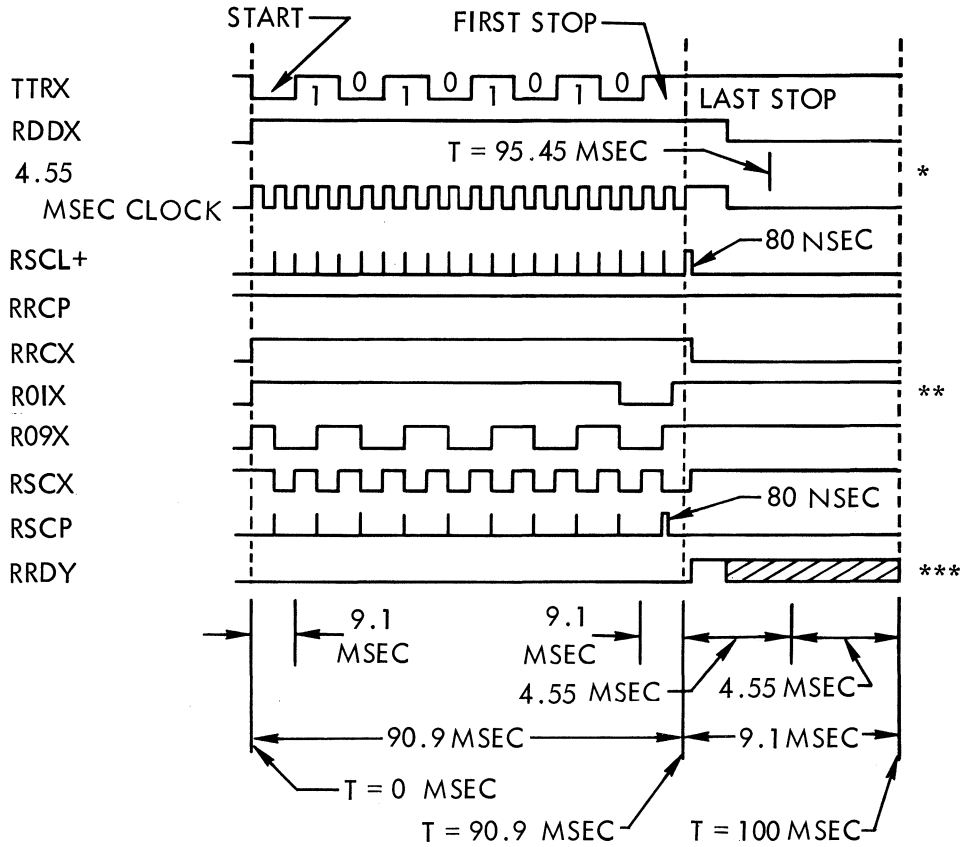 START
FIRST STOP
TTRX
1 0 1 0 1 0 1 0
LAST STOP
RDDX
T = 95.45 MSEC
4.55
MSEC CLOCK
*
80 NSEC
RSCL+
RRCP
RRCX
R0IX
**
R09X
RSCX
80 NSEC
RSCP
RRDY
***
9.1
MSEC
9.1
MSEC
4.55 MSEC
4.55 MSEC
90.9 MSEC
9.1 MSEC
T = 0 MSEC
T = 90.9 MSEC
T = 100 MSEC